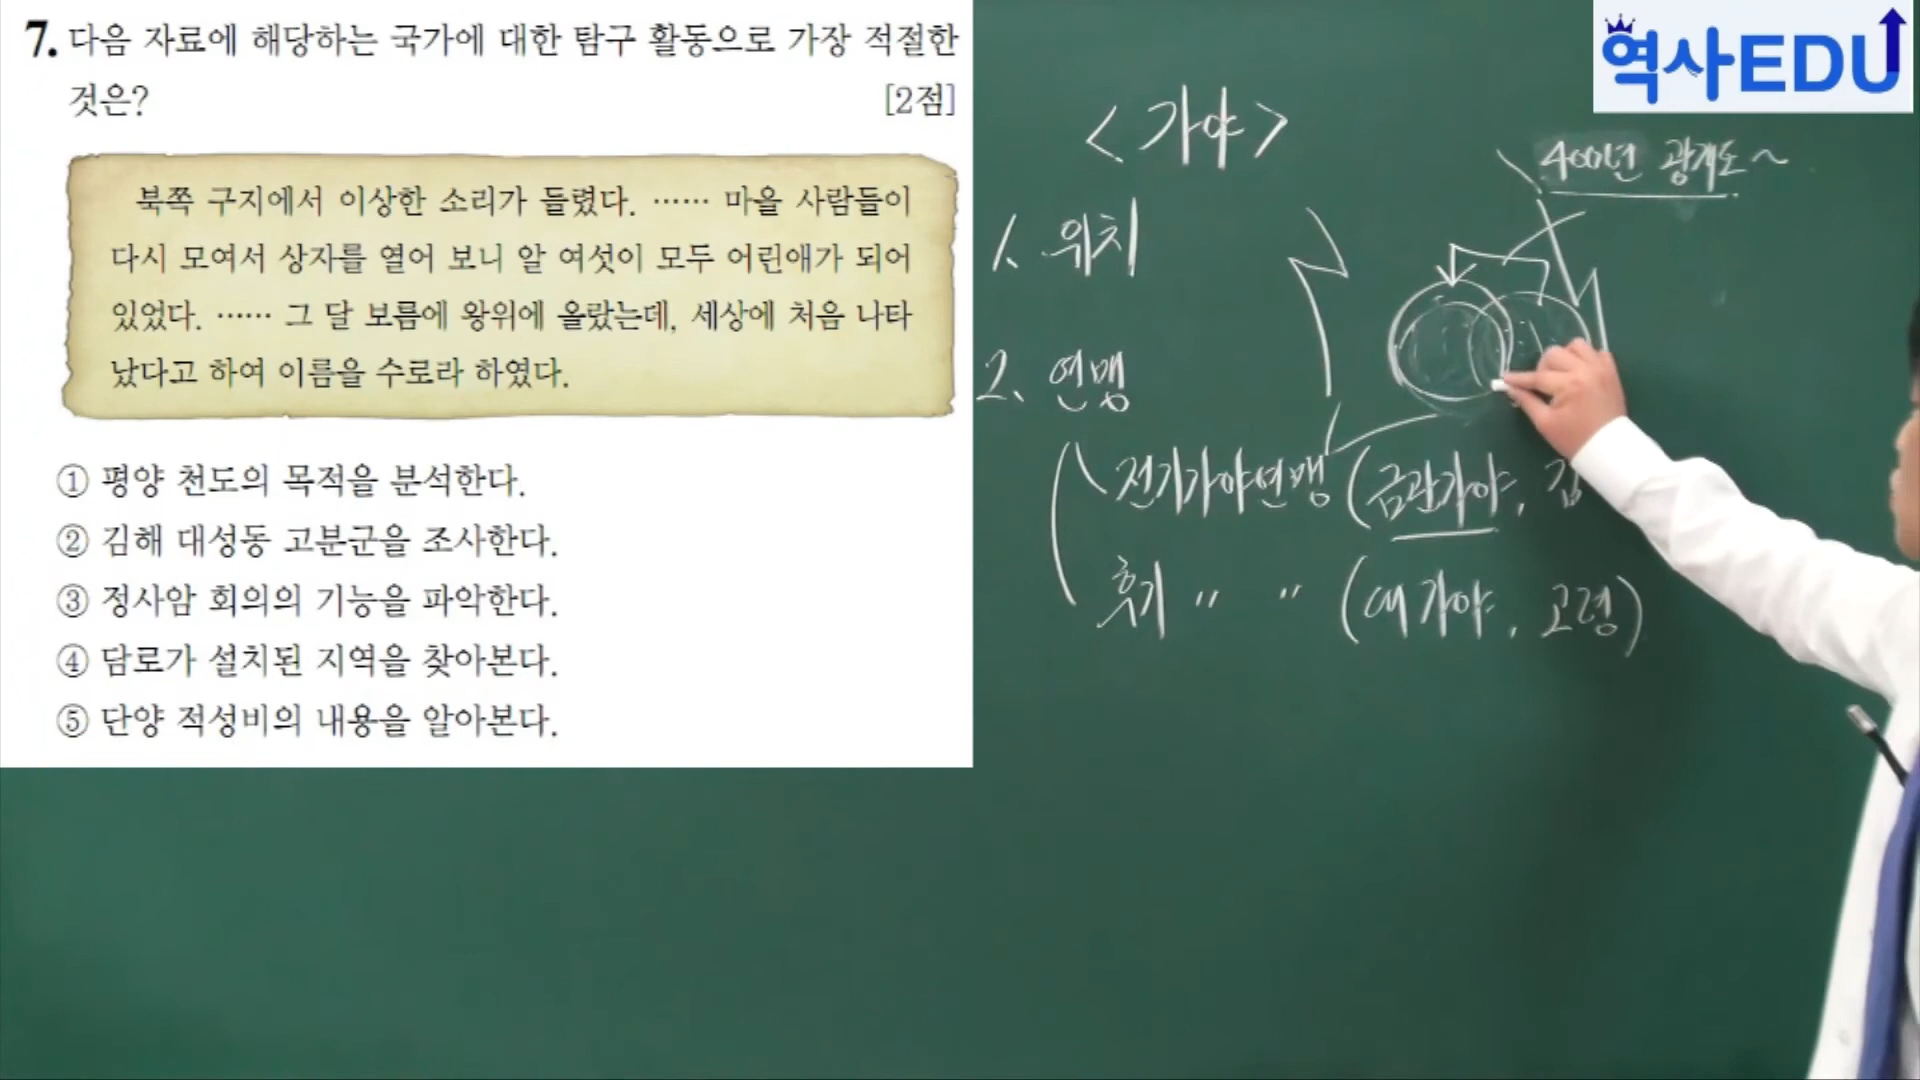 7. 다음 자료에 해당하는 국가에 대한 탐구 활동으로 가장 적절한
것은? [2점]
북쪽 구지에서 이상한 소리가 들렸다. …… 마을 사람들이
다시 모여서 상자를 열어 보니 알 여섯이 모두 어린애가 되어
있었다. …… 그 달 보름에 왕위에 올랐는데, 세상에 처음 나타
났다고 하여 이름을 수로라 하였다.
① 평양 천도의 목적을 분석한다.
② 김해 대성동 고분군을 조사한다.
③ 정사암 회의의 기능을 파악한다.
④ 담로가 설치된 지역을 찾아본다.
⑤ 단양 적성비의 내용을 알아본다.
역사EDU
<가야>
400년 광개토~
1. 위치
2. 연맹
전기가야연맹 (금관가야, 김
후기 〃 〃 (대가야, 고령)